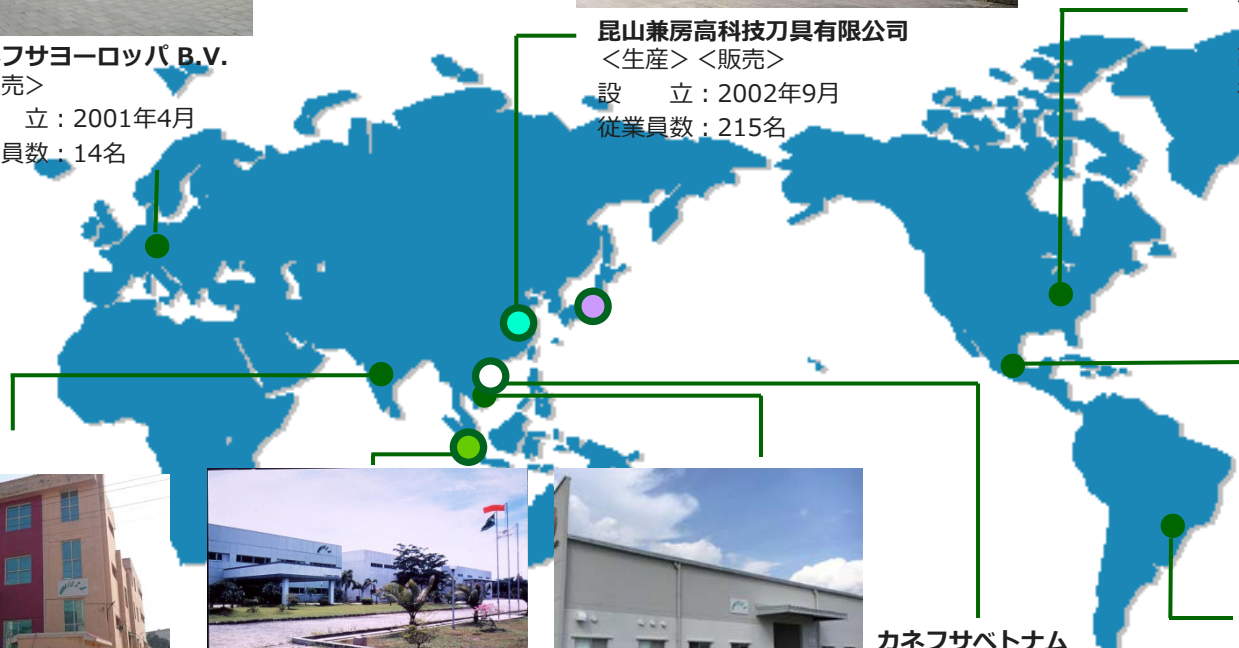 フサヨーロッパ B.V.
売>
立：2001年4月
員数：14名
昆山兼房高科技刀具有限公司
＜生産＞＜販売＞
設　　立：2002年9月
従業員数：215名
カネフサベトナム